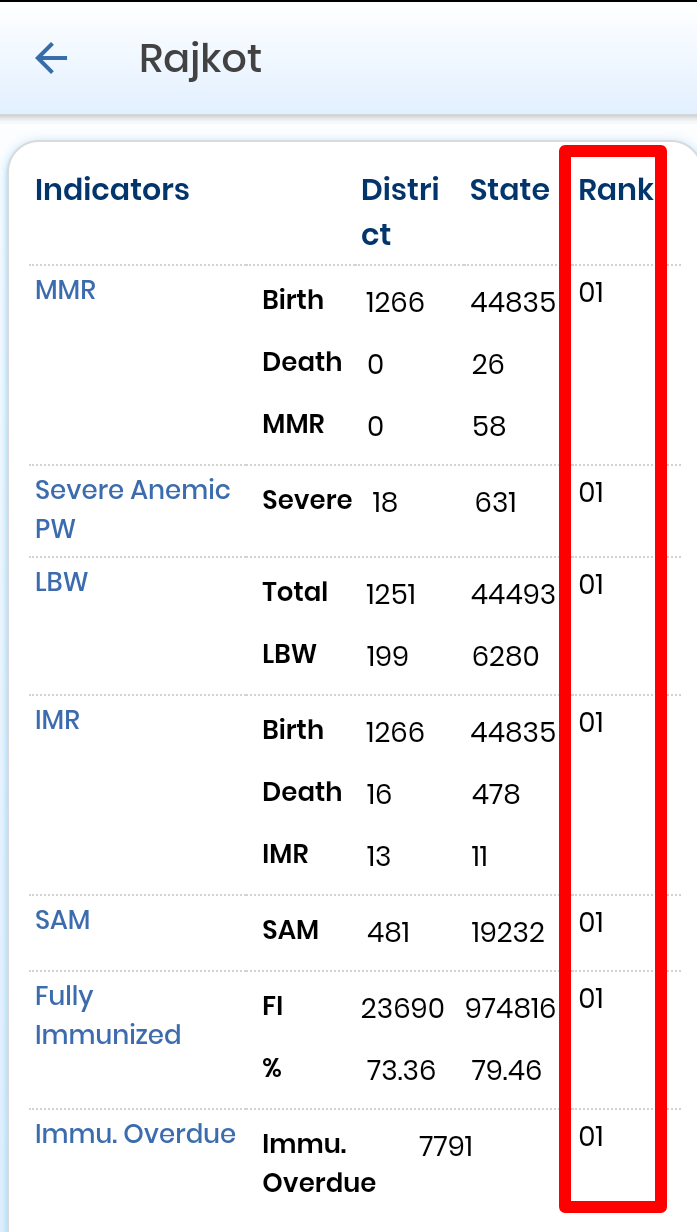 Rajkot
Indicators District State Rank
MMR Birth 1266 44835 01
Death 0 26
MMR 0 58
Severe Anemic PW Severe 18 631 01
LBW Total 1251 44493 01
LBW 199 6280
IMR Birth 1266 44835 01
Death 16 478
IMR 13 11
SAM SAM 481 19232 01
Fully Immunized FI 23690 974816 01
% 73.36 79.46
Immu. Overdue Immu. Overdue 7791 01